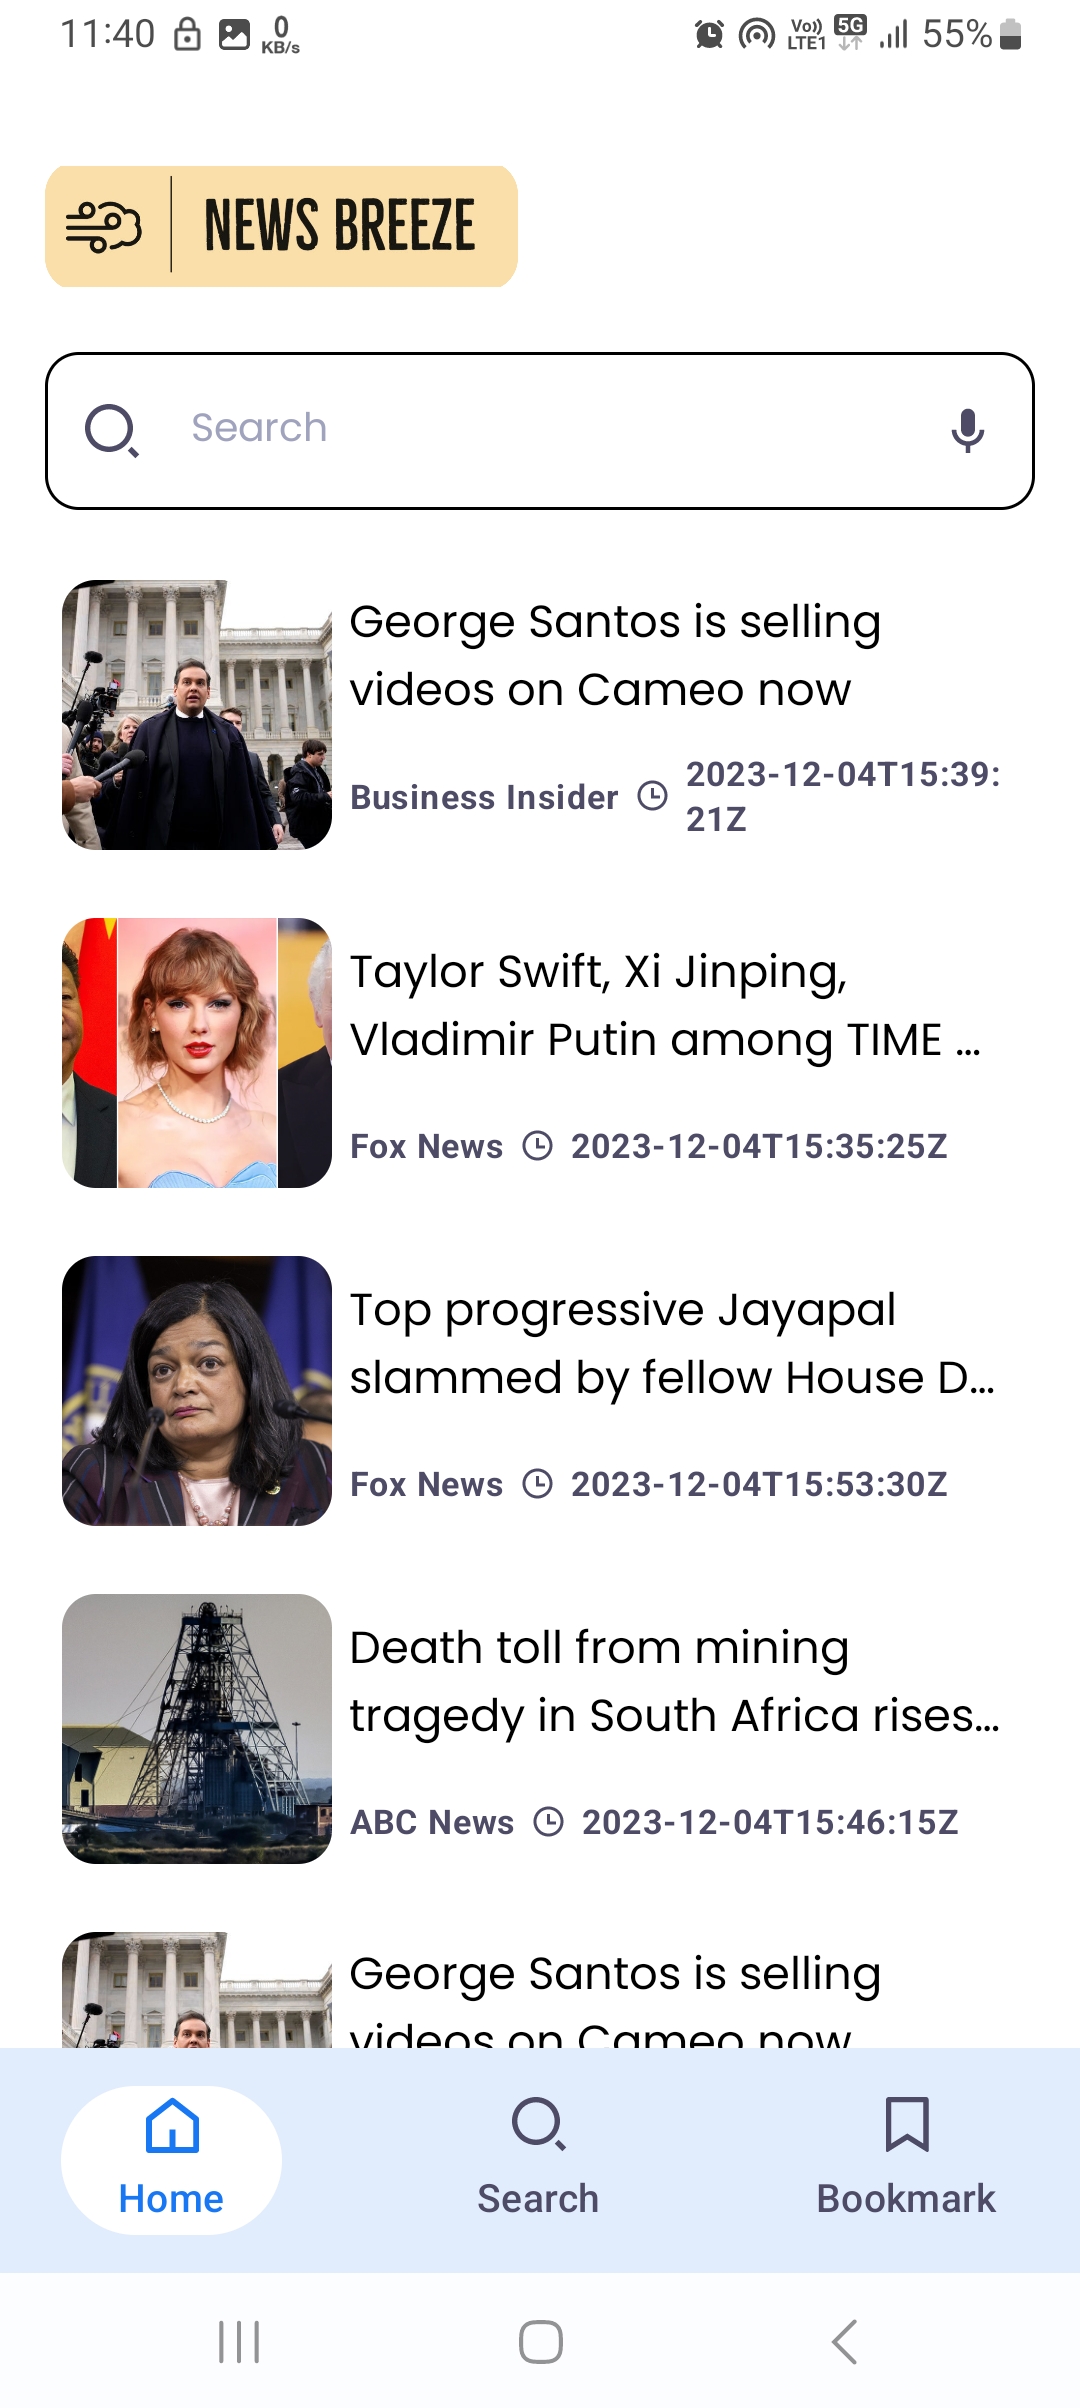 11:40 0 KB/s Vo)) LTE1 5G 55%
NEWS BREEZE
Search
George Santos is selling
videos on Cameo now
Business Insider 2023-12-04T15:39:
21Z
Taylor Swift, Xi Jinping,
Vladimir Putin among TIME ...
Fox News 2023-12-04T15:35:25Z
Top progressive Jayapal
slammed by fellow House D...
Fox News 2023-12-04T15:53:30Z
Death toll from mining
tragedy in South Africa rises...
ABC News 2023-12-04T15:46:15Z
George Santos is selling
videos on Cameo now
Home Search Bookmark